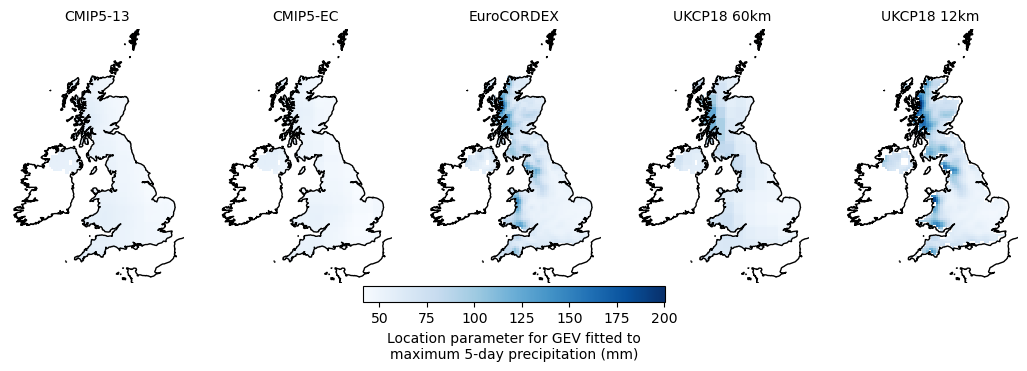 CMIP5-13 CMIP5-EC EuroCORDEX UKCP18 60km UKCP18 12km
50 75 100 125 150 175 200
Location parameter for GEV fitted to
maximum 5-day precipitation (mm)